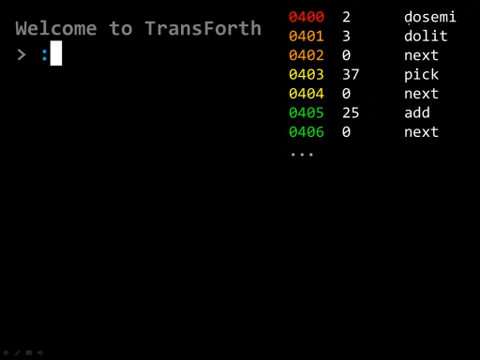 Welcome to TransForth
> :
0400 2 dosemi
0401 3 dolit
0402 0 next
0403 37 pick
0404 0 next
0405 25 add
0406 0 next
...